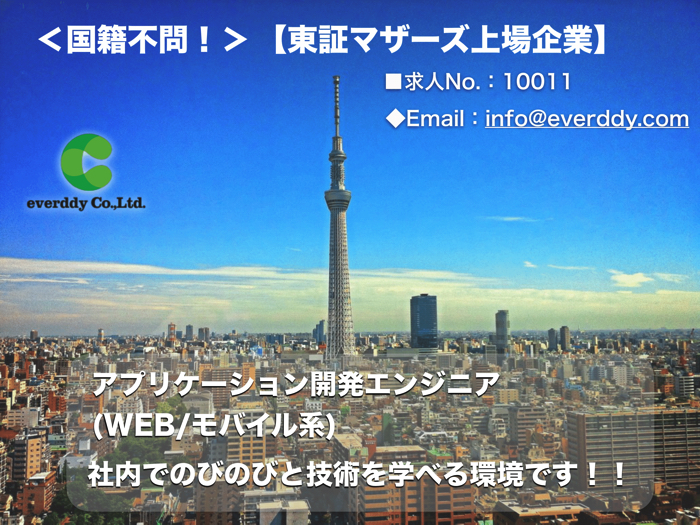 ＜国籍不問！＞ 【東証マザーズ上場企業】
■求人No.：10011
◆Email：info@everddy.com
everddy Co.,Ltd.
アプリケーション開発エンジニア
(WEB/モバイル系)
社内でのびのびと技術を学べる環境です！！